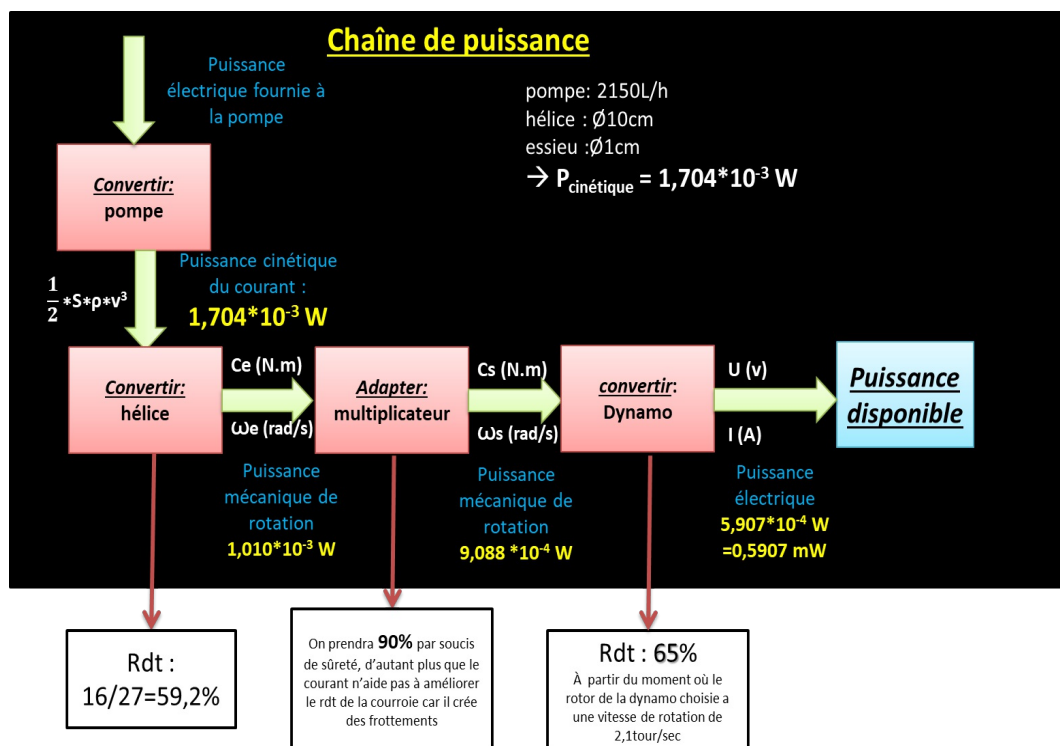 Chaîne de puissance
Puissance
électrique fournie à
la pompe
pompe: 2150L/h
hélice : Ø10cm
essieu :Ø1cm
→ Pcinétique = 1,704*10-3 W
Convertir:
pompe
1/2 *S*ρ*v³
Puissance cinétique
du courant :
1,704*10-3 W
Convertir:
hélice
Ce (N.m)
ωe (rad/s)
Adapter:
multiplicateur
Cs (N.m)
ωs (rad/s)
convertir:
Dynamo
U (v)
I (A)
Puissance
disponible
Puissance
mécanique de
rotation
1,010*10-3 W
Puissance
mécanique de
rotation
9,088 *10-4 W
Puissance
électrique
5,907*10-4 W
=0,5907 mW
Rdt :
16/27=59,2%
On prendra 90% par soucis
de sûreté, d'autant plus que le
courant n'aide pas à améliorer
le rdt de la courroie car il crée
des frottements
Rdt : 65%
À partir du moment où le
rotor de la dynamo choisie a
une vitesse de rotation de
2,1tour/sec